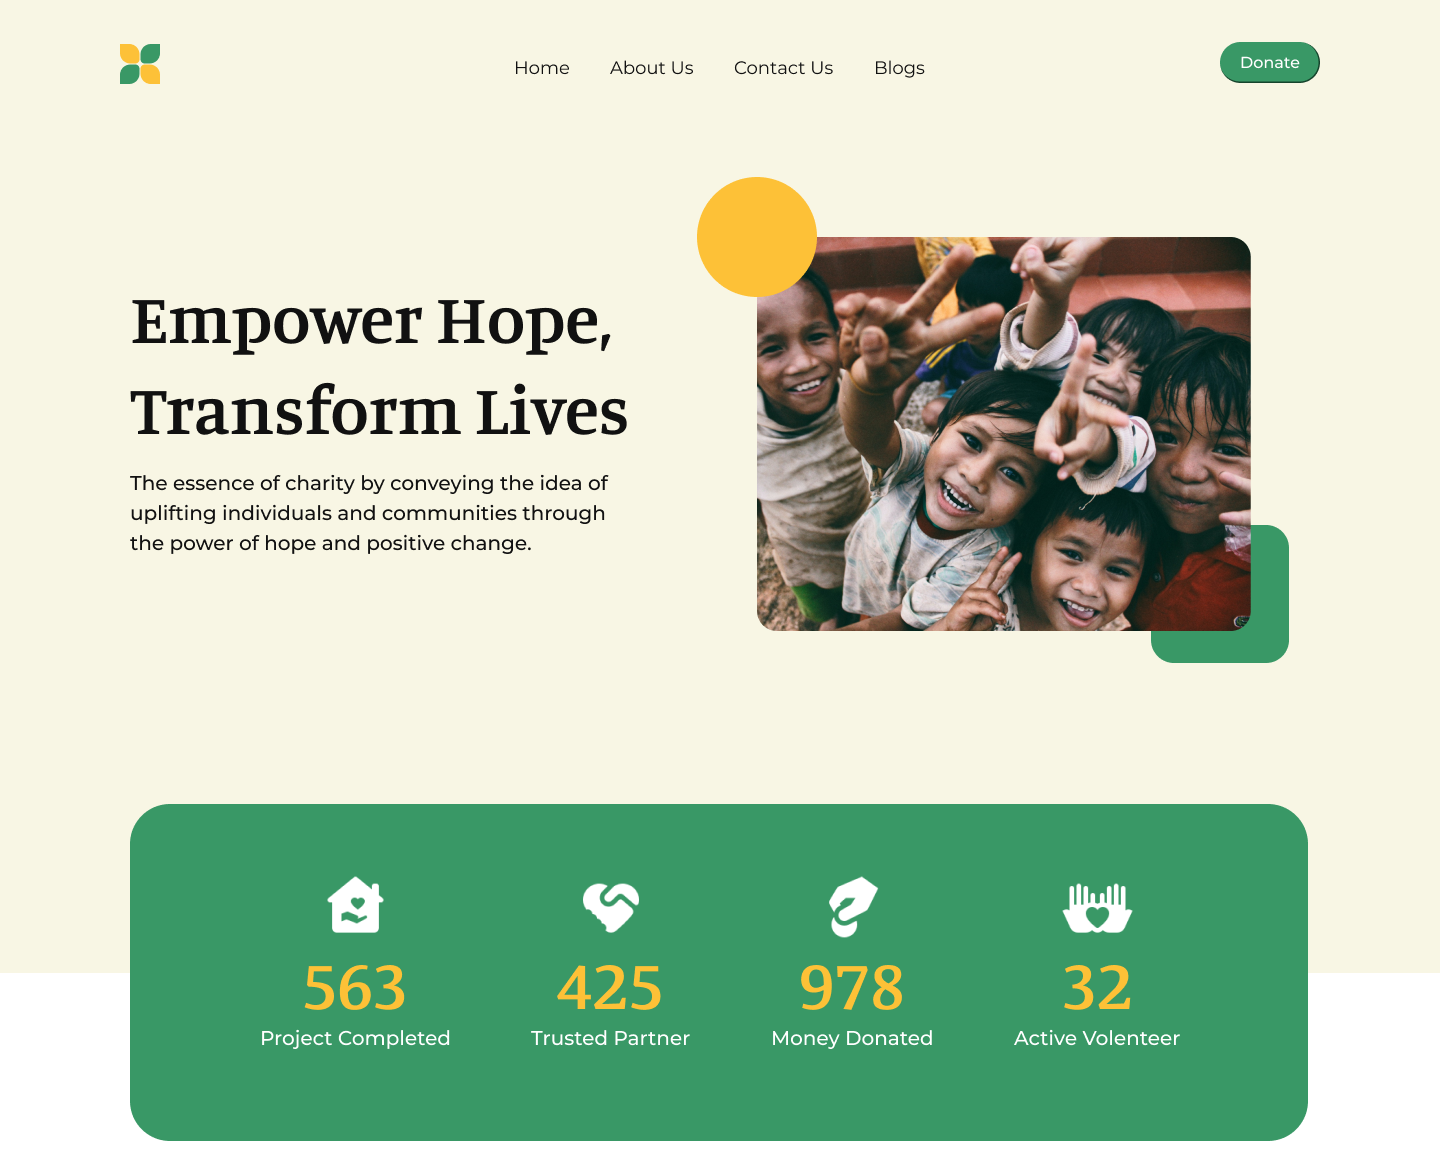 Home About Us Contact Us Blogs Donate
Empower Hope,
Transform Lives
The essence of charity by conveying the idea of
uplifting individuals and communities through
the power of hope and positive change.
563 425 978 32
Project Completed Trusted Partner Money Donated Active Volenteer